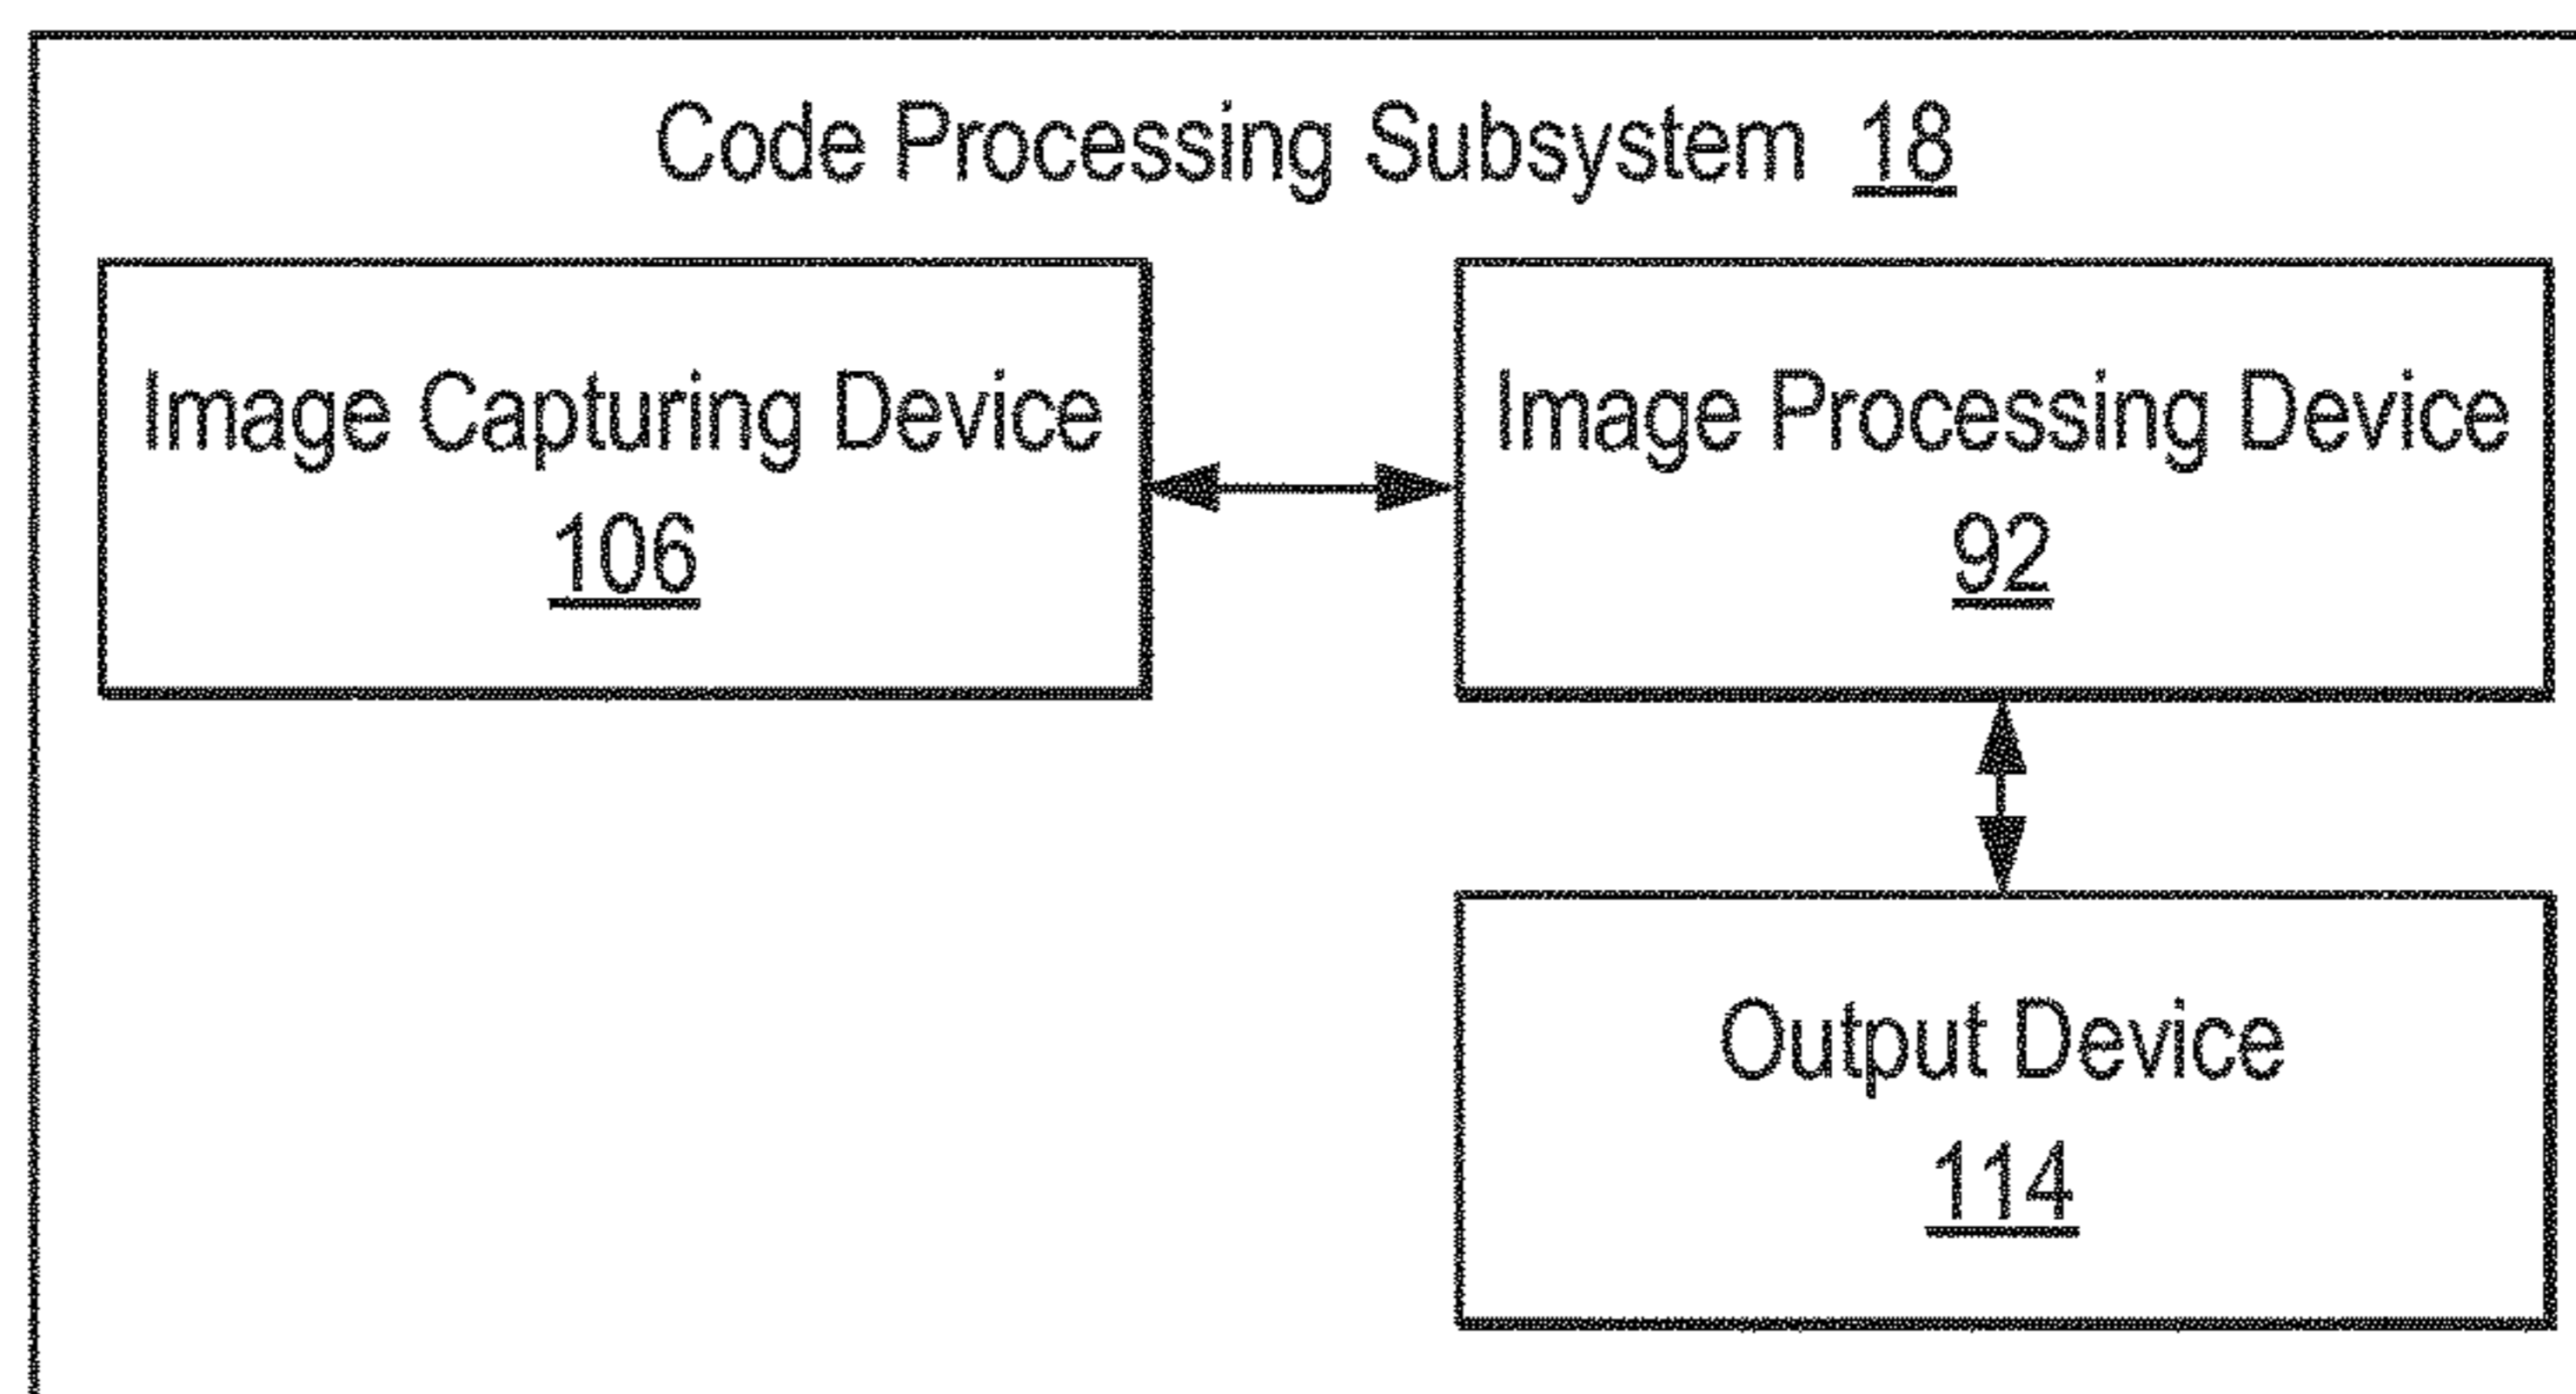 Code Processing Subsystem 18
Image Capturing Device
106
Image Processing Device
92
Output Device
114